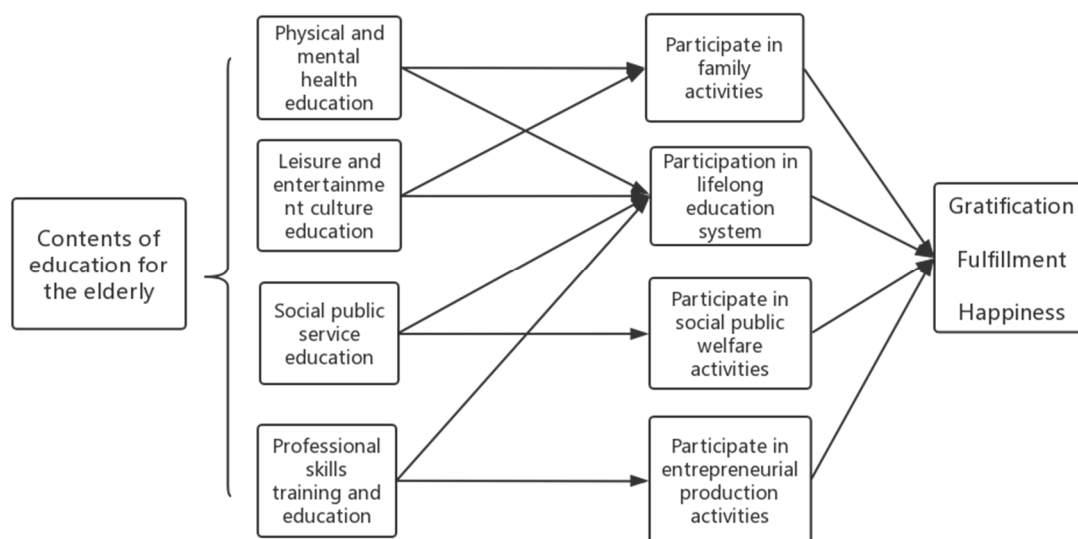 Contents of
education for
the elderly
Physical and
mental
health
education
Leisure and
entertainme
nt culture
education
Social public
service
education
Professional
skills
training and
education
Participate in
family
activities
Participation in
lifelong
education
system
Participate in
social public
welfare
activities
Participate in
entrepreneurial
production
activities
Gratification
Fulfillment
Happiness